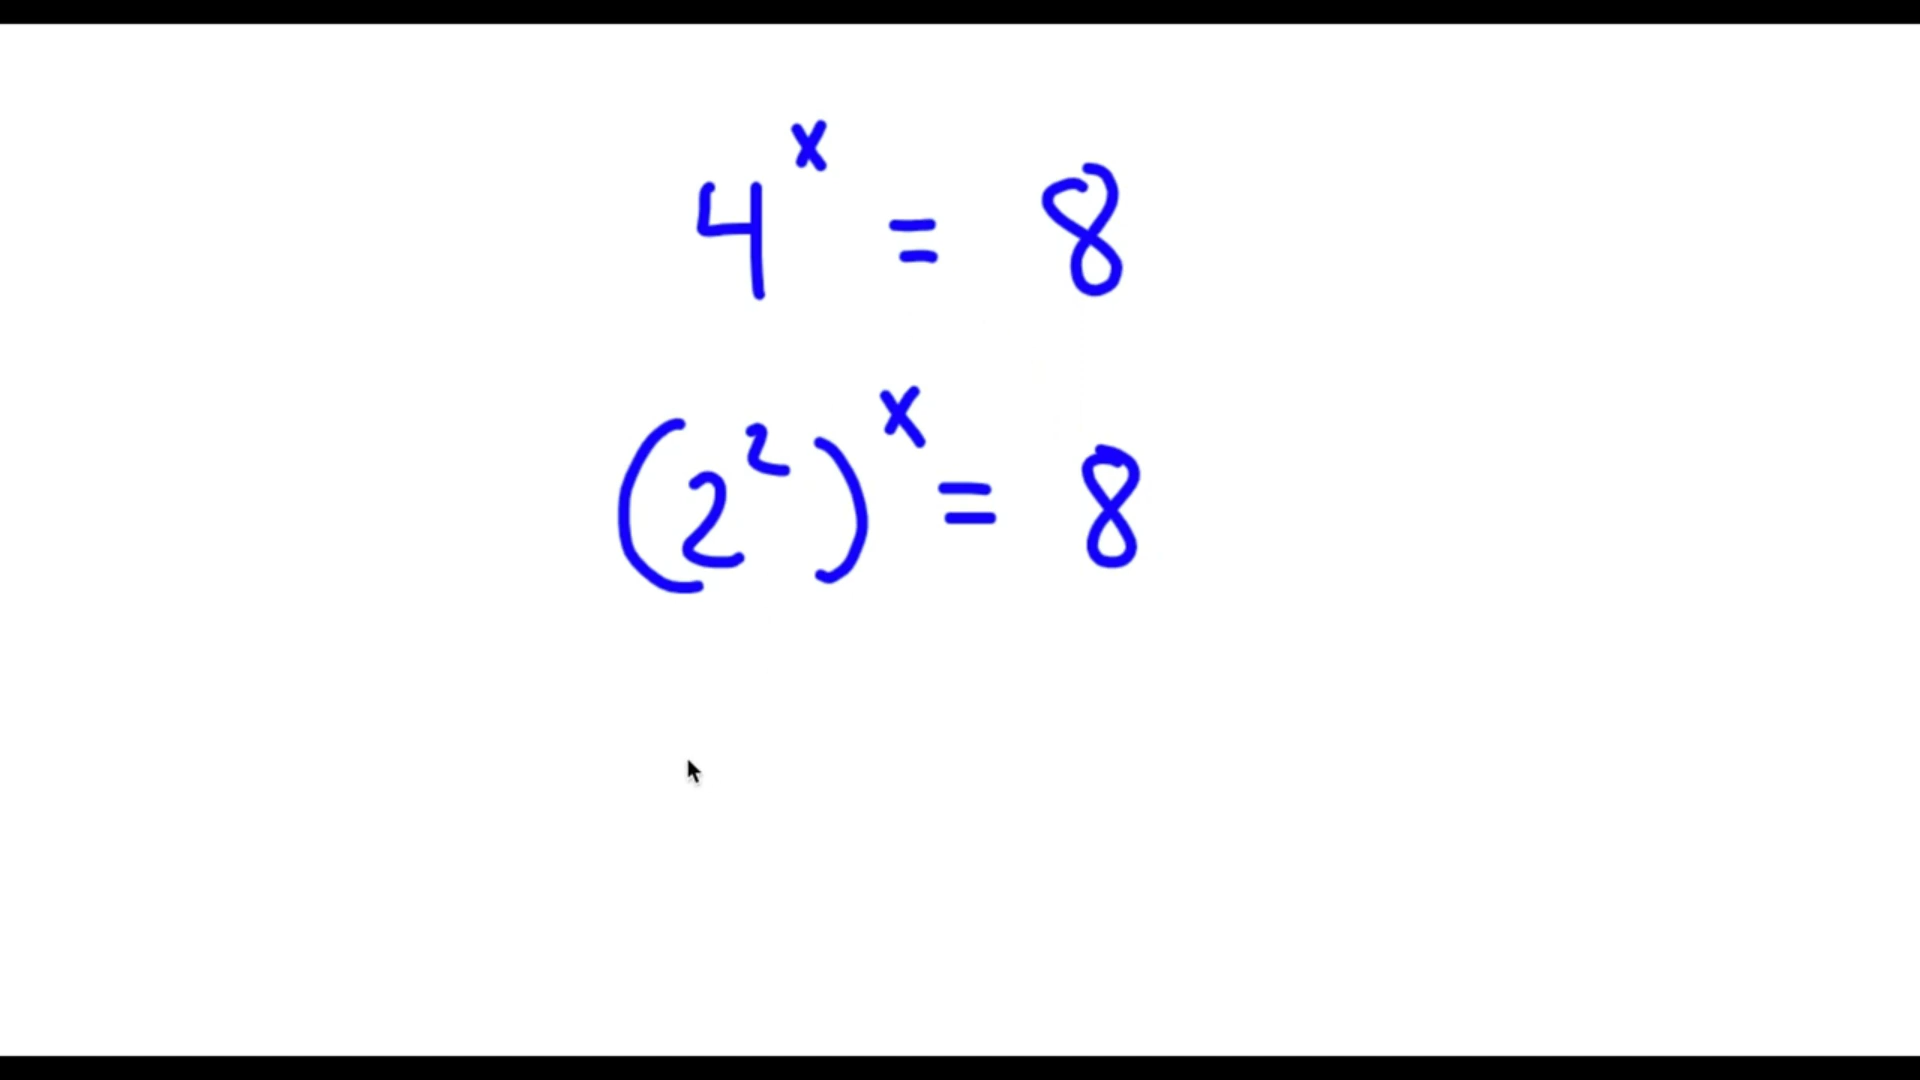 4^x = 8
(2^2)^x = 8